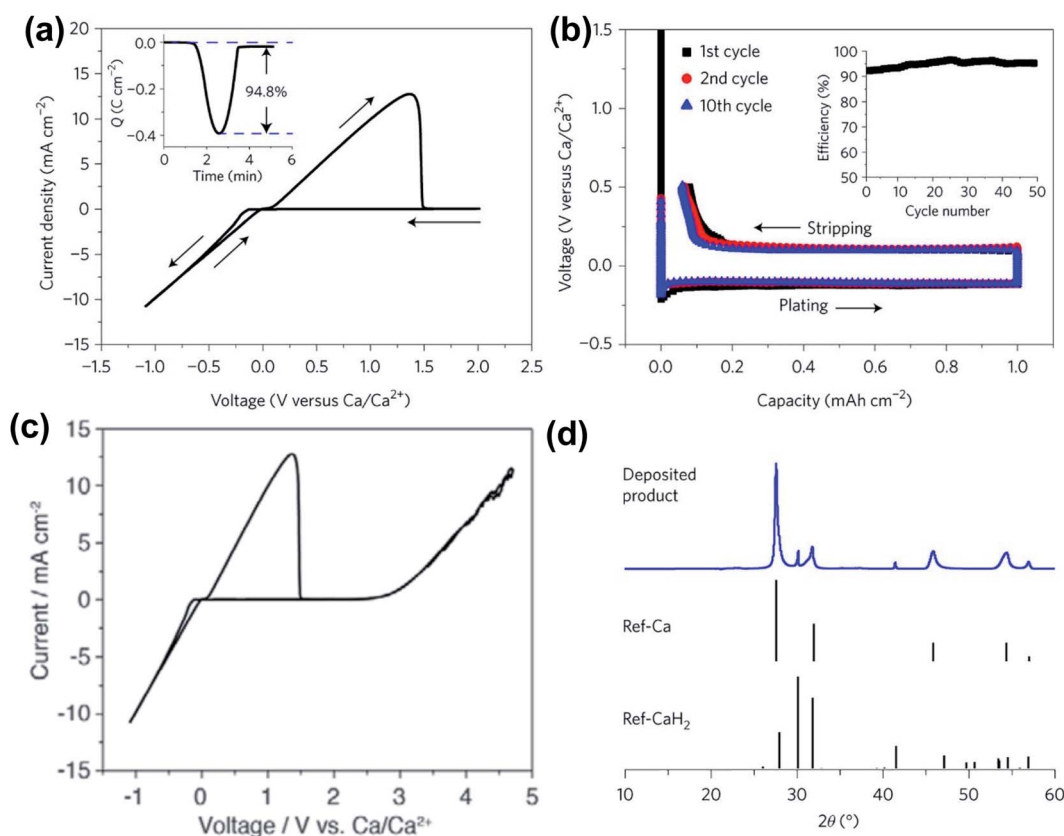 (a)
20
15
10
5
0
−5
−10
−15
Current density (mA cm−2)
−1.5 −1.0 −0.5 0.0 0.5 1.0 1.5 2.0 2.5
Voltage (V versus Ca/Ca2+)
0.0
−0.2
−0.4
Q (C cm−2)
94.8%
0 2 4 6
Time (min)
(b)
1.5
1.0
0.5
0.0
−0.5
Voltage (V versus Ca/Ca2+)
1st cycle
2nd cycle
10th cycle
100
90
80
70
60
50
Efficiency (%)
0 10 20 30 40 50
Cycle number
Stripping
Plating
0.0 0.2 0.4 0.6 0.8 1.0
Capacity (mAh cm−2)
(c)
15
10
5
0
-5
-10
15
Current / mA cm-2
-1 0 1 2 3 4 5
Voltage / V vs. Ca/Ca2+
(d)
Deposited
product
Ref-Ca
Ref-CaH2
10 20 30 40 50 60
2θ (°)